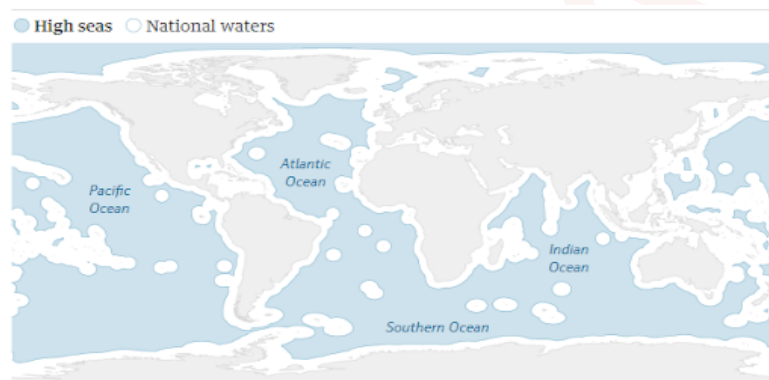 High seas National waters
Atlantic
Ocean
Pacific
Ocean
Indian
Ocean
Southern Ocean